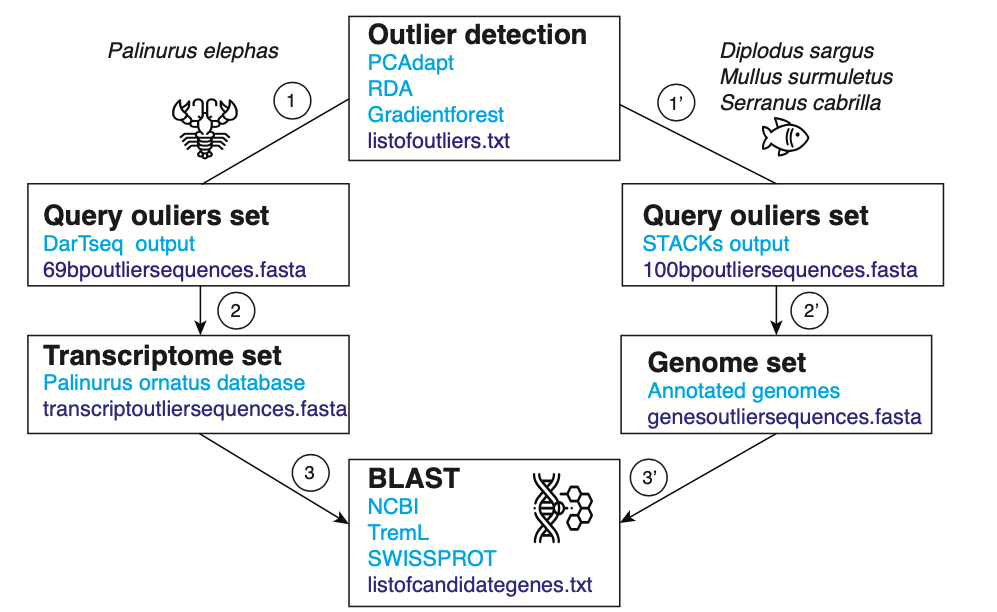 Outlier detection
PCAdapt
RDA
Gradientforest
listofoutliers.txt
Palinurus elephas
1
Diplodus sargus
Mullus surmuletus
Serranus cabrilla
1’
Query ouliers set
DarTseq output
69bpoutliersequences.fasta
Query ouliers set
STACKs output
100bpoutliersequences.fasta
2
2’
Transcriptome set
Palinurus ornatus database
transcriptoutliersequences.fasta
Genome set
Annotated genomes
genesoutliersequences.fasta
3
3’
BLAST
NCBI
TremL
SWISSPROT
listofcandidategenes.txt